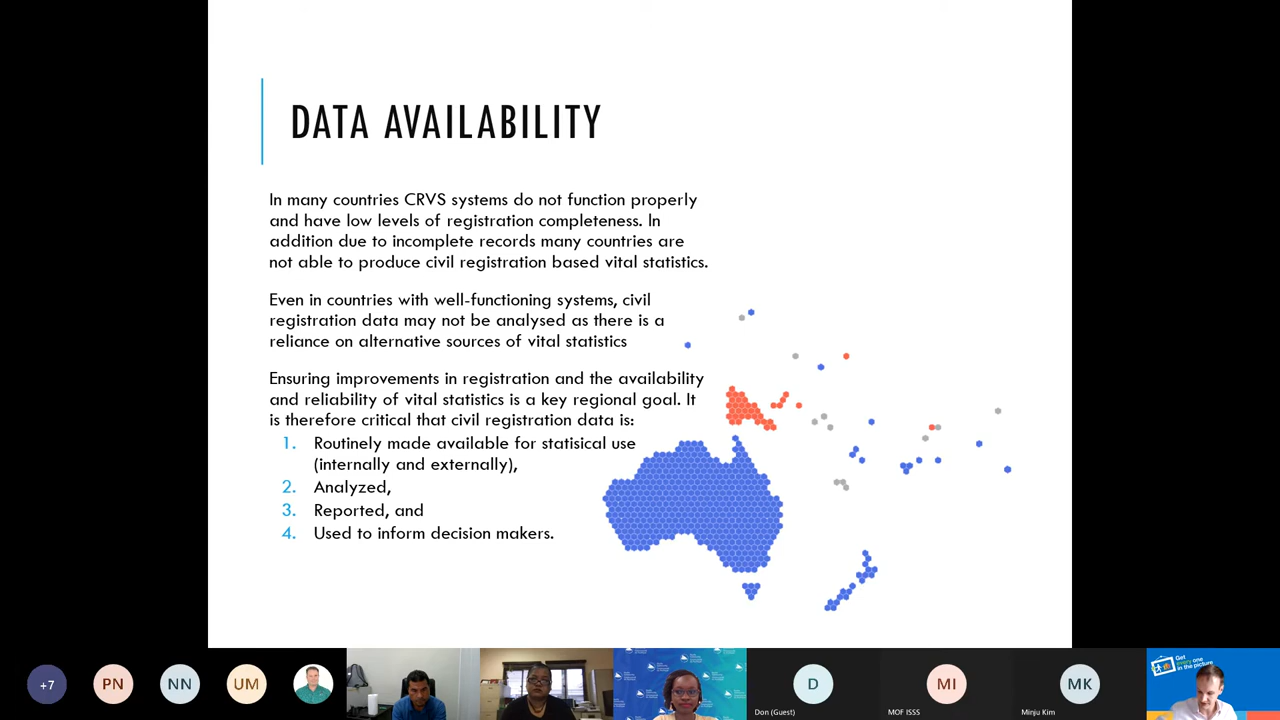 DATA AVAILABILITY
In many countries CRVS systems do not function properly
and have low levels of registration completeness. In
addition due to incomplete records many countries are
not able to produce civil registration based vital statistics.
Even in countries with well-functioning systems, civil
registration data may not be analysed as there is a
reliance on alternative sources of vital statistics
Ensuring improvements in registration and the availability
and reliability of vital statistics is a key regional goal. It
is therefore critical that civil registration data is:
1. Routinely made available for statisical use
(internally and externally),
2. Analyzed,
3. Reported, and
4. Used to inform decision makers.
+7
PN
NN
UM
D
Don (Guest)
MI
MOF ISSS
MK
Minju Kim
Get
every one
in the picture